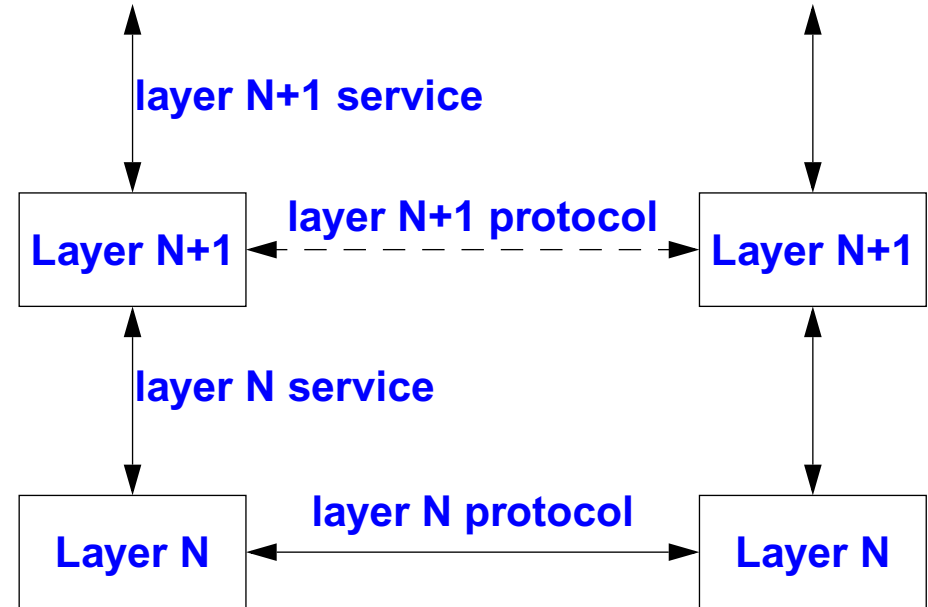 layer N+1 service
layer N+1 protocol
Layer N+1
Layer N+1
layer N service
layer N protocol
Layer N
Layer N